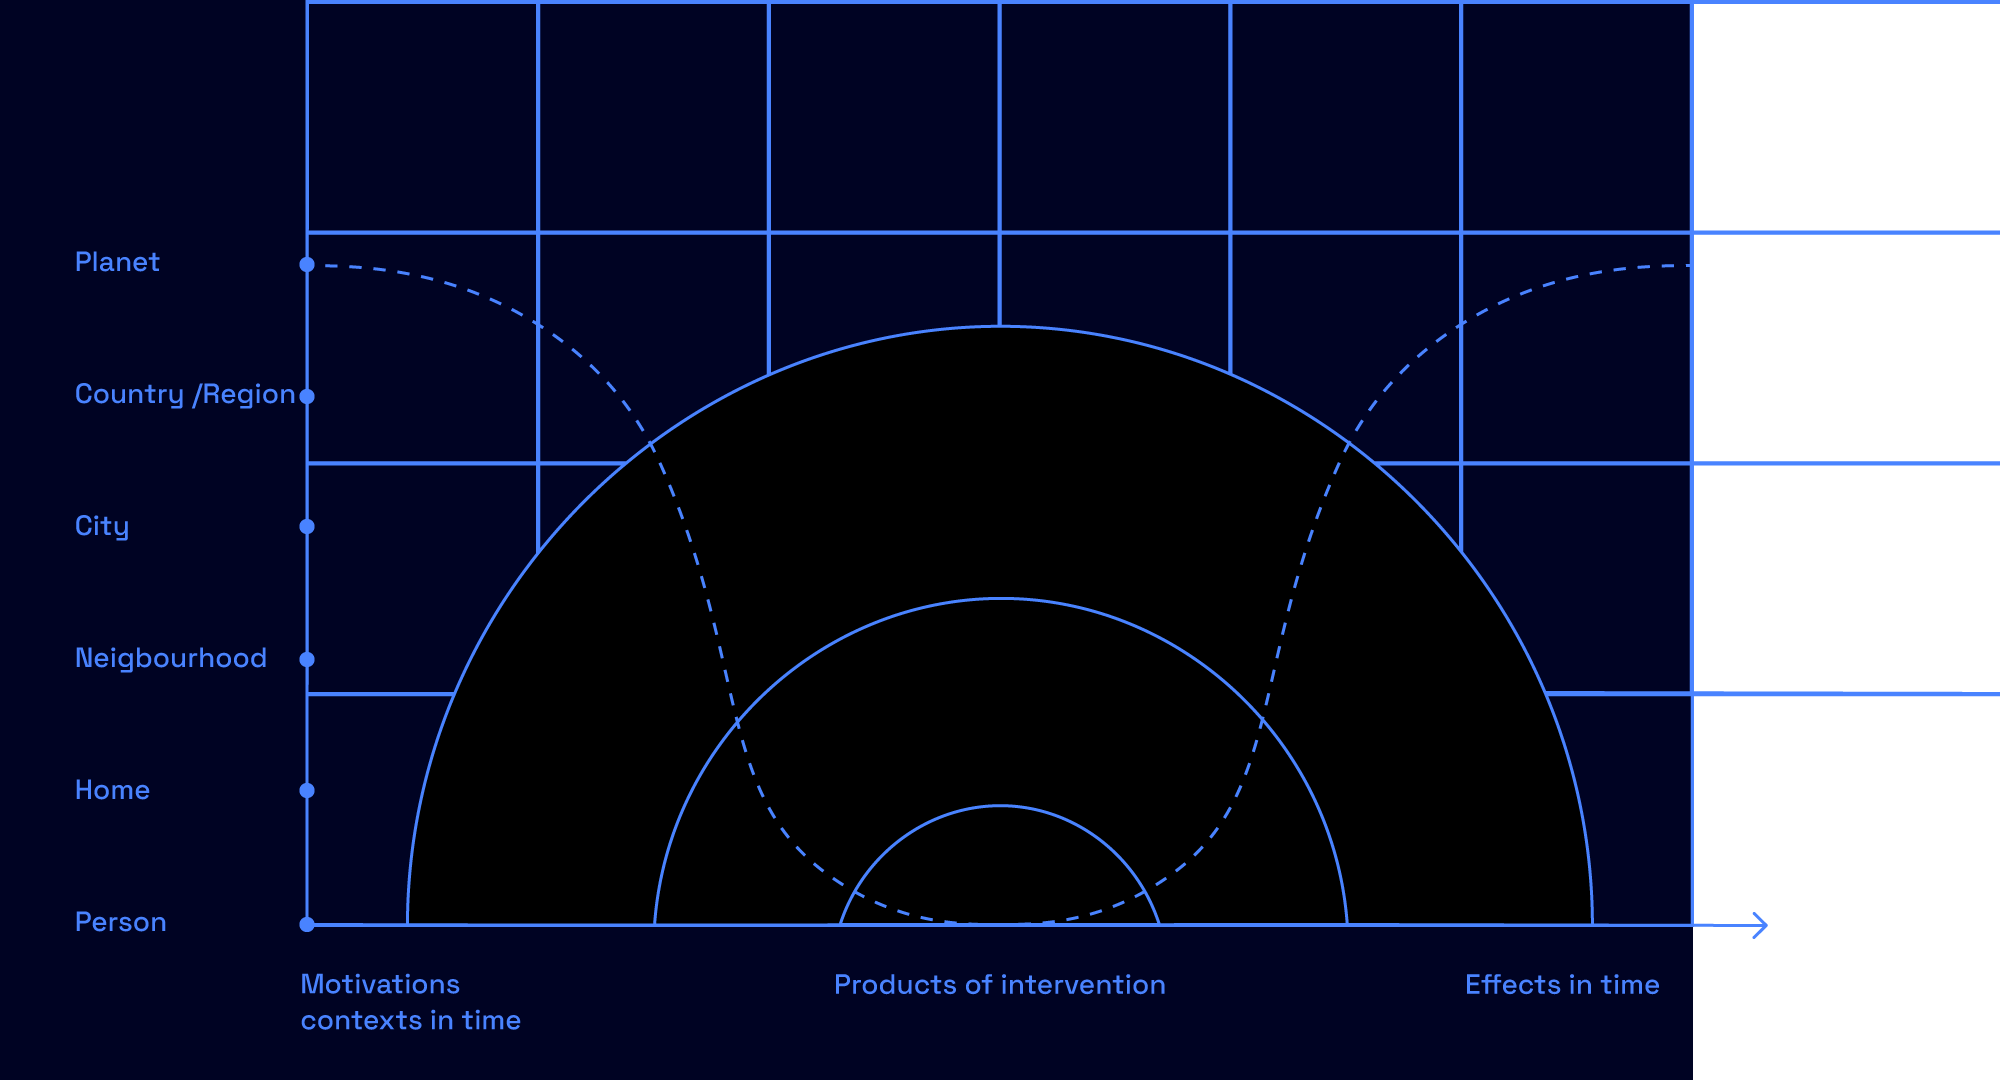 Planet
Country /Region
City
Neigbourhood
Home
Person
Motivations
contexts in time
Products of intervention
Effects in time